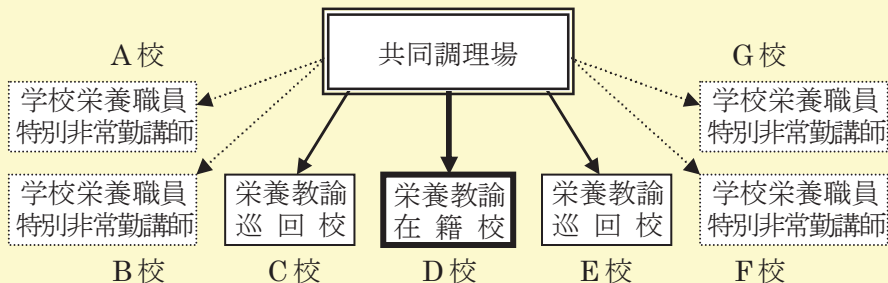 共同調理場
A校
学校栄養職員
特別非常勤講師
G校
学校栄養職員
特別非常勤講師
学校栄養職員
特別非常勤講師
B校
栄養教諭
巡回校
C校
栄養教諭
在籍校
D校
栄養教諭
巡回校
E校
学校栄養職員
特別非常勤講師
F校